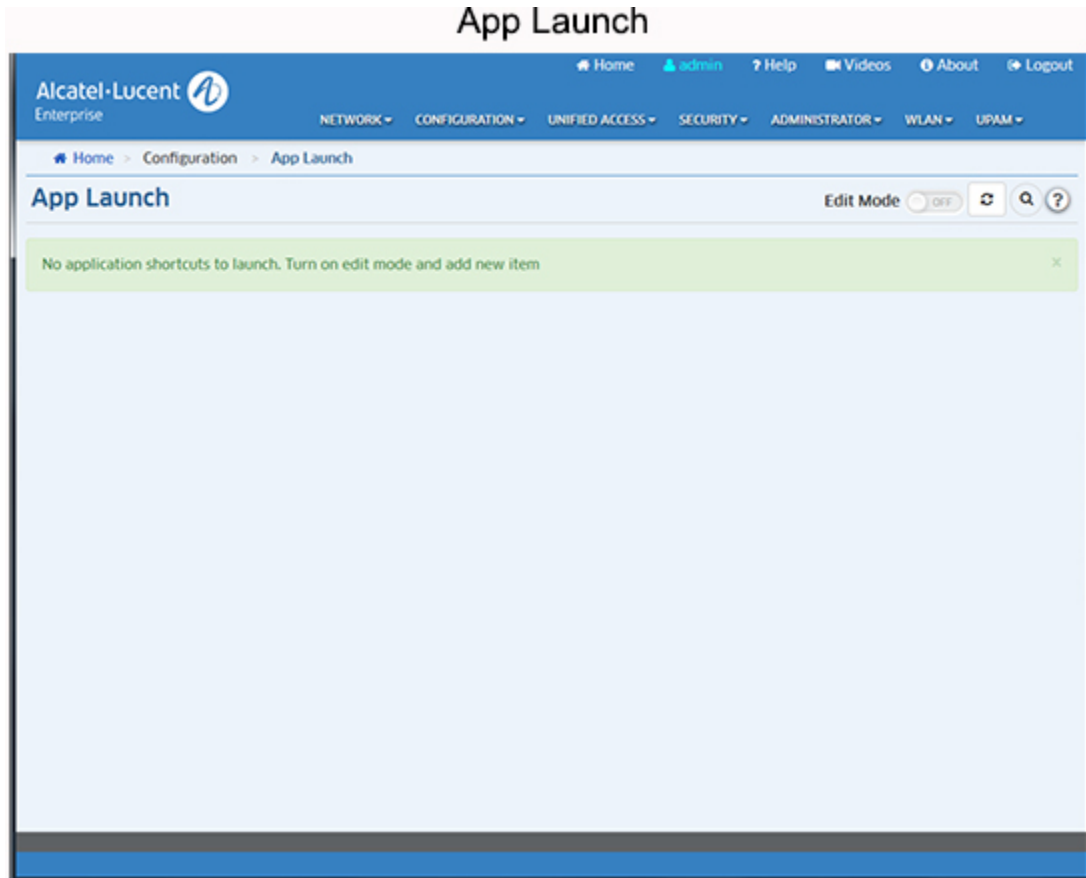 App Launch
Home admin ? Help Videos About Logout
Alcatel·Lucent
Enterprise
NETWORK CONFIGURATION UNIFIED ACCESS SECURITY ADMINISTRATOR WLAN UPAM
Home > Configuration > App Launch
App Launch Edit Mode OFF ?
No application shortcuts to launch. Turn on edit mode and add new item ×